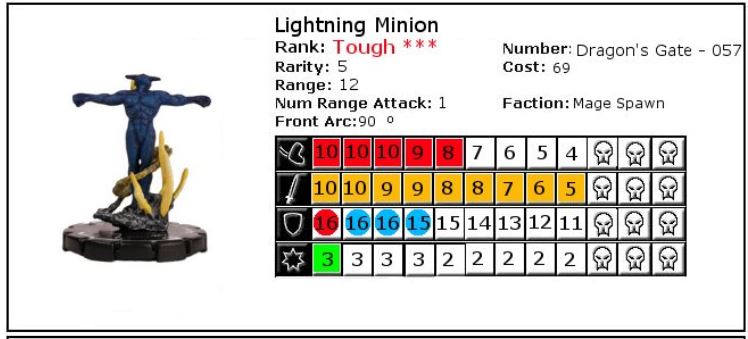 Lightning Minion
Rank: Tough ***
Number: Dragon's Gate - 057
Rarity: 5
Cost: 69
Range: 12
Num Range Attack: 1
Faction: Mage Spawn
Front Arc:90 º
10 10 10 9 8 7 6 5 4
10 10 9 9 8 8 7 6 5
16 16 16 15 15 14 13 12 11
3 3 3 3 2 2 2 2 2